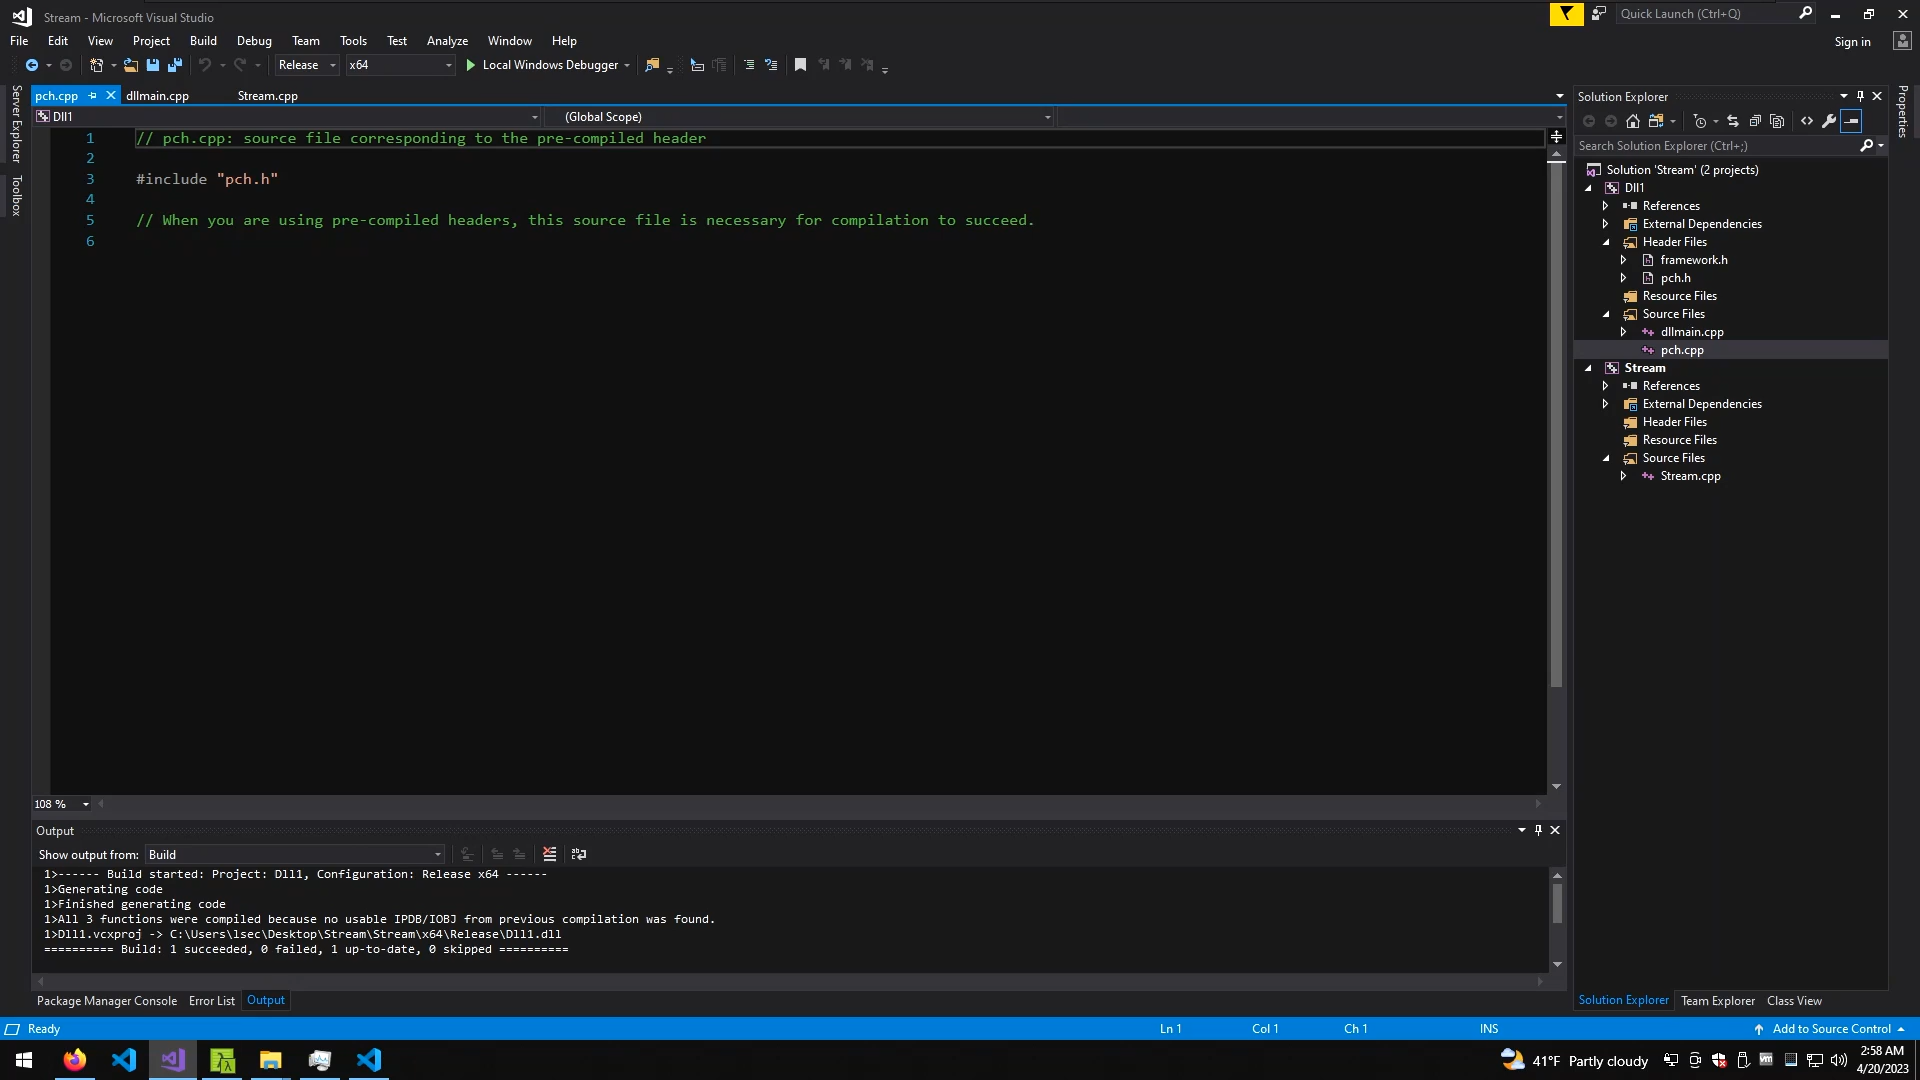 Stream - Microsoft Visual Studio
Quick Launch (Ctrl+Q)
File Edit View Project Build Debug Team Tools Test Analyze Window Help
Sign in
Release x64 Local Windows Debugger
pch.cpp dllmain.cpp Stream.cpp
Dll1 (Global Scope)
Server Explorer
Toolbox
1 // pch.cpp: source file corresponding to the pre-compiled header
2
3 #include "pch.h"
4
5 // When you are using pre-compiled headers, this source file is necessary for compilation to succeed.
6
108 %
Solution Explorer
Search Solution Explorer (Ctrl+;)
Solution 'Stream' (2 projects)
Dll1
References
External Dependencies
Header Files
framework.h
pch.h
Resource Files
Source Files
dllmain.cpp
pch.cpp
Stream
References
External Dependencies
Header Files
Resource Files
Source Files
Stream.cpp
Properties
Output
Show output from: Build
1>------ Build started: Project: Dll1, Configuration: Release x64 ------
1>Generating code
1>Finished generating code
1>All 3 functions were compiled because no usable IPDB/IOBJ from previous compilation was found.
1>Dll1.vcxproj -> C:\Users\lsec\Desktop\Stream\Stream\x64\Release\Dll1.dll
========== Build: 1 succeeded, 0 failed, 1 up-to-date, 0 skipped ==========
Package Manager Console Error List Output
Solution Explorer Team Explorer Class View
Ready Ln 1 Col 1 Ch 1 INS Add to Source Control
41°F Partly cloudy
2:58 AM
4/20/2023